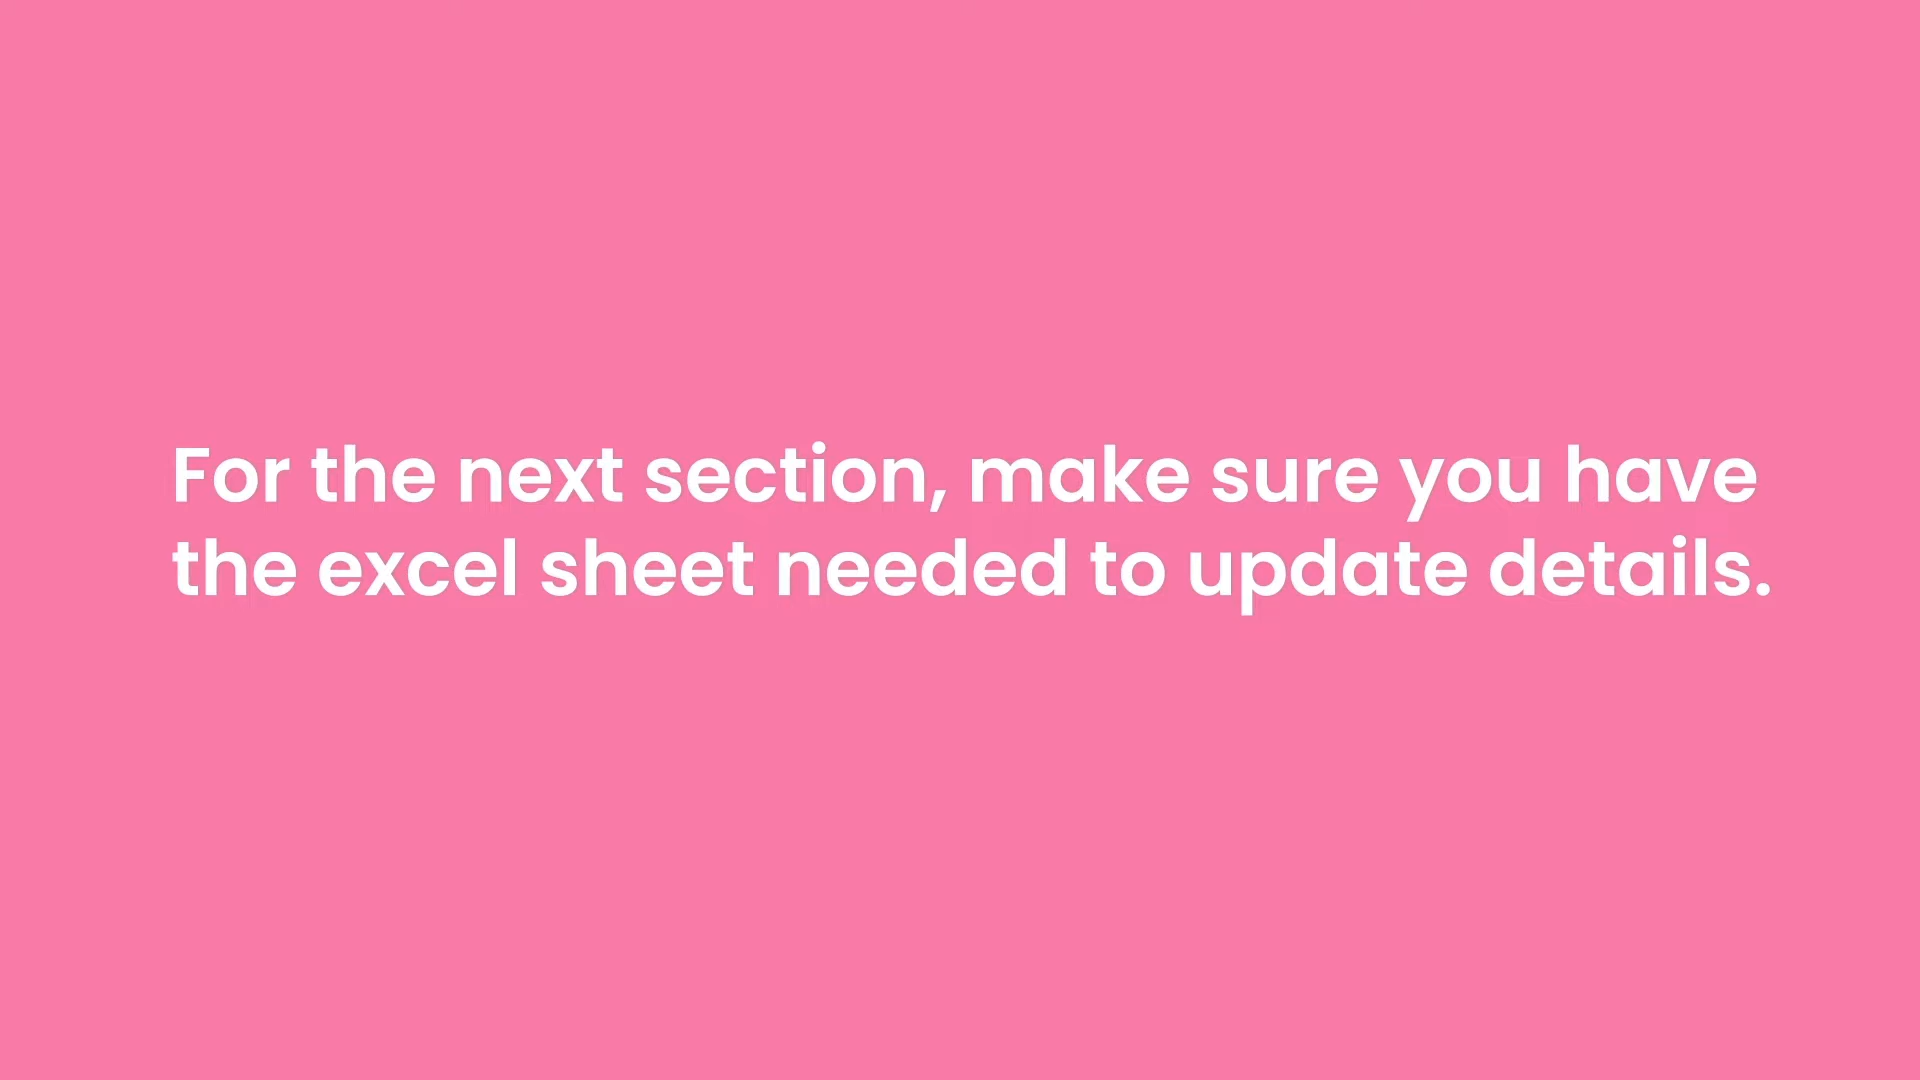 For the next section, make sure you have
the excel sheet needed to update details.